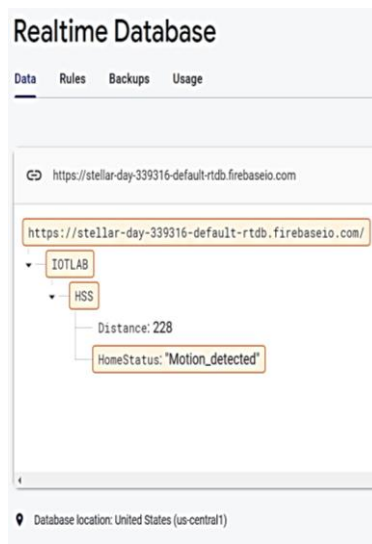 Realtime Database
Data Rules Backups Usage
https://stellar-day-339316-default-rtdb.firebaseio.com
https://stellar-day-339316-default-rtdb.firebaseio.com/
IOTLAB
HSS
Distance: 228
HomeStatus: "Motion_detected"
Database location: United States (us-central1)